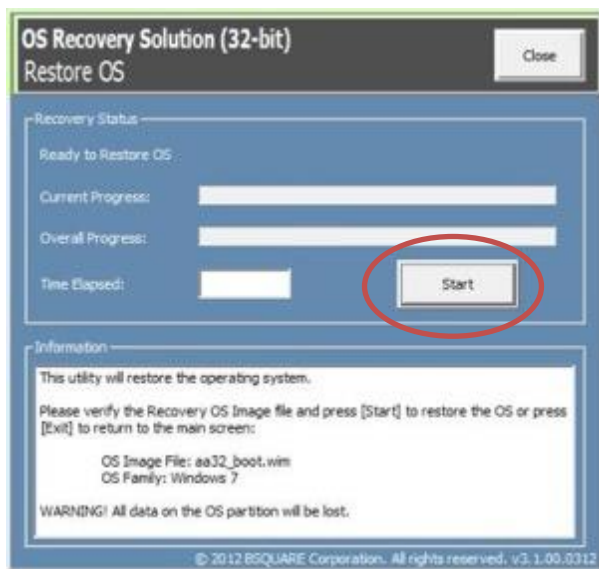 OS Recovery Solution (32-bit)
Restore OS
Close
Recovery Status
Ready to Restore OS
Current Progress:
Overall Progress:
Time Elapsed:
Start
Information
This utility will restore the operating system.
Please verify the Recovery OS Image file and press [Start] to restore the OS or press
[Exit] to return to the main screen:
OS Image File: aa32_boot.wim
OS Family: Windows 7
WARNING! All data on the OS partition will be lost.
© 2012 BSQUARE Corporation. All rights reserved. v3.1.00.0312